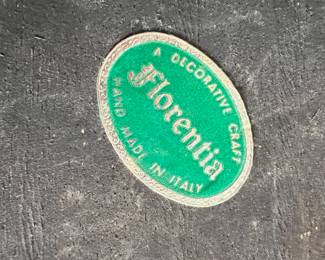 A DECORATIVE CRAFT
Florentia
HAND MADE IN ITALY